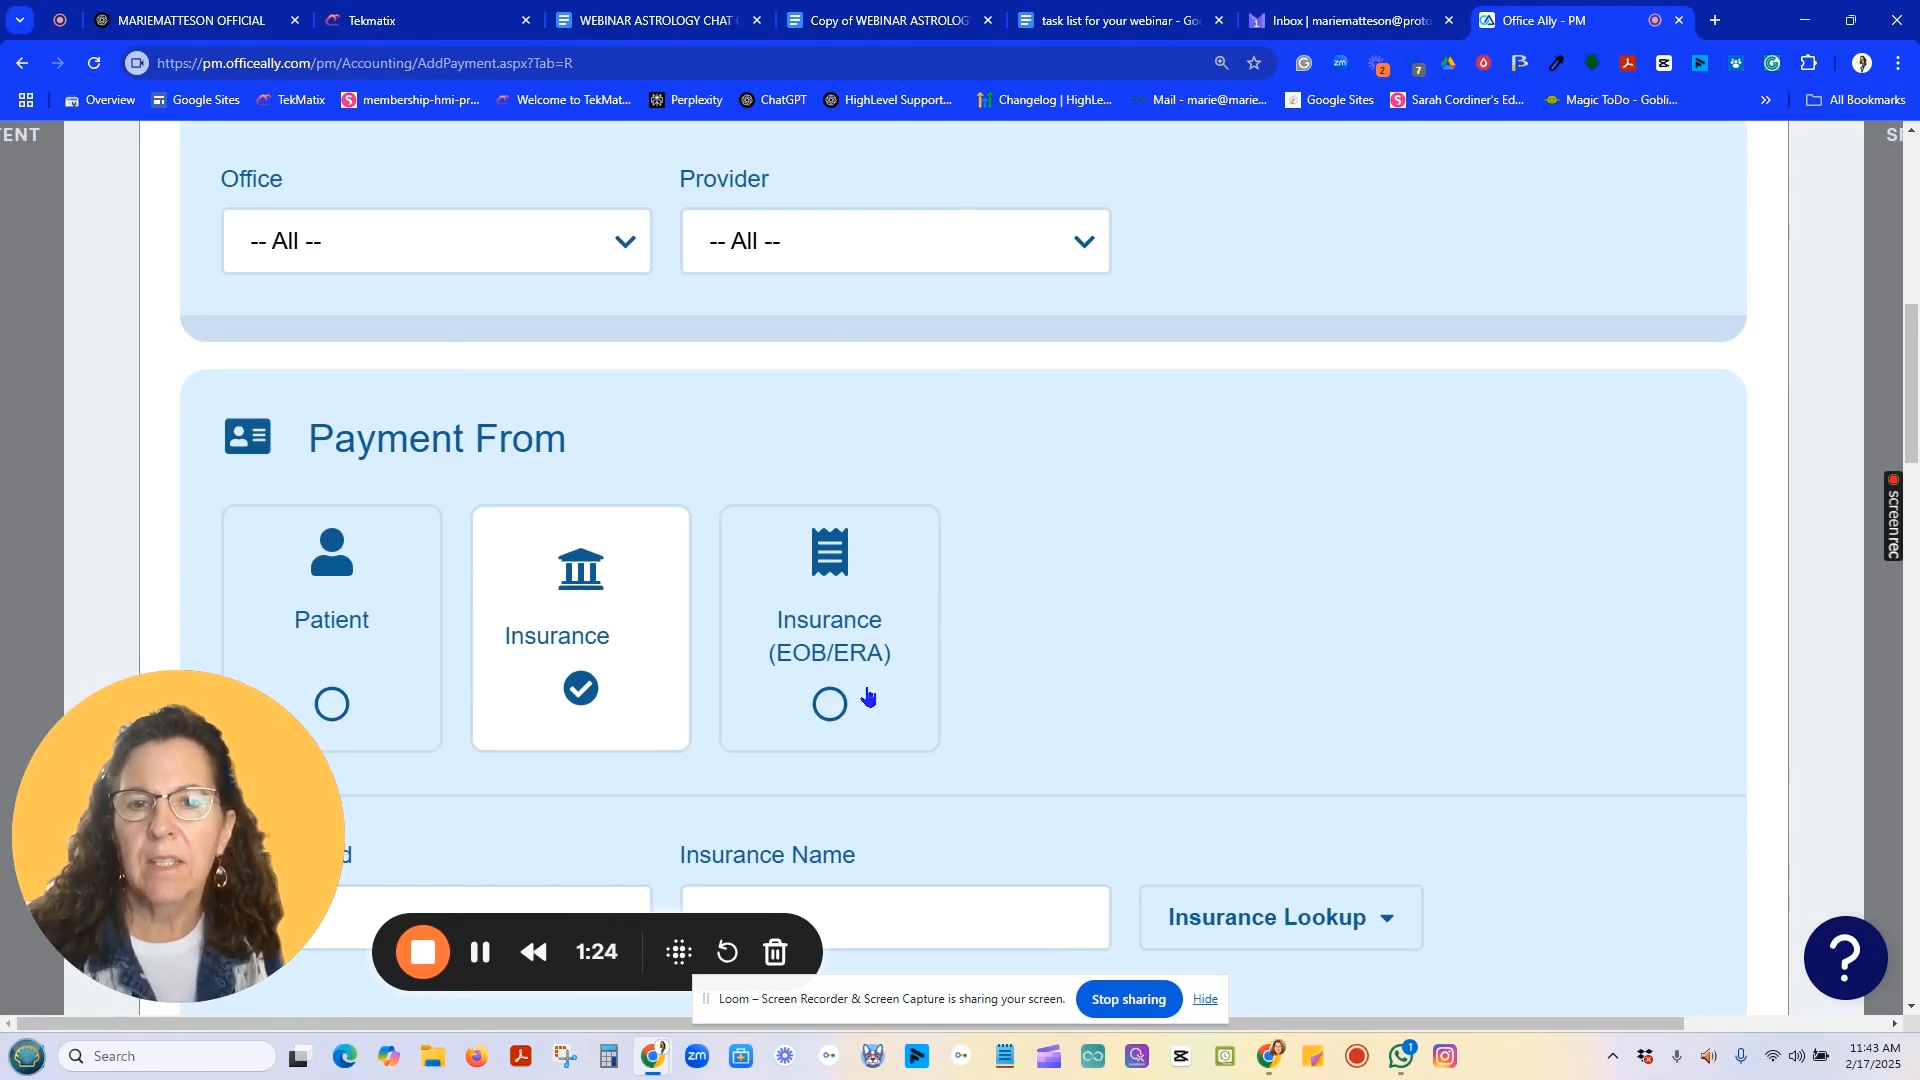 MARIEMATTESON OFFICIAL
Tekmatix
WEBINAR ASTROLOGY CHAT
Copy of WEBINAR ASTROLOG
task list for your webinar - Go
Inbox | mariematteson@proto
Office Ally - PM
https://pm.officeally.com/pm/Accounting/AddPayment.aspx?Tab=R
2
7
Overview
Google Sites
TekMatix
membership-hmi-pr...
Welcome to TekMat...
Perplexity
ChatGPT
HighLevel Support...
Changelog | HighLe...
Mail - marie@marie...
Google Sites
Sarah Cordiner's Ed...
Magic ToDo - Gobli...
All Bookmarks
ENT
Office
Provider
-- All --
-- All --
Payment From
Patient
Insurance
Insurance
(EOB/ERA)
screenrec
d
Insurance Name
Insurance Lookup
1:24
Loom – Screen Recorder & Screen Capture is sharing your screen.
Stop sharing
Hide
?
Search
zm
1
11:43 AM
2/17/2025